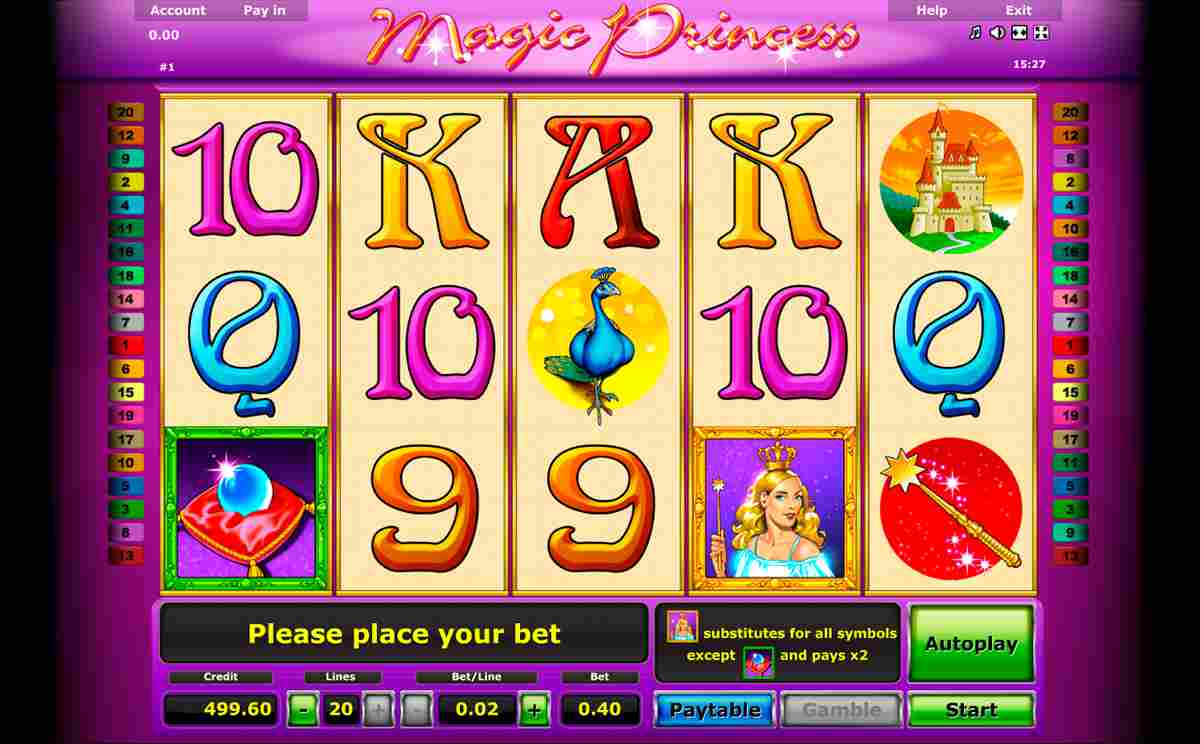 Account Pay in Magic Princess Help Exit
0.00
#1 15:27
20 20
12 12
9 8
2 2
4 4
11 10
16 16
18 18
14 14
7 7
1 1
6 6
15 15
19 19
17 17
10 11
5 5
3 3
8 9
13 13
10 K A K
Q 10 10 Q
9 9
Please place your bet
substitutes for all symbols
except and pays x2
Autoplay
Credit Lines Bet/Line Bet
499.60 - 20 + - 0.02 + 0.40
Paytable Gamble Start